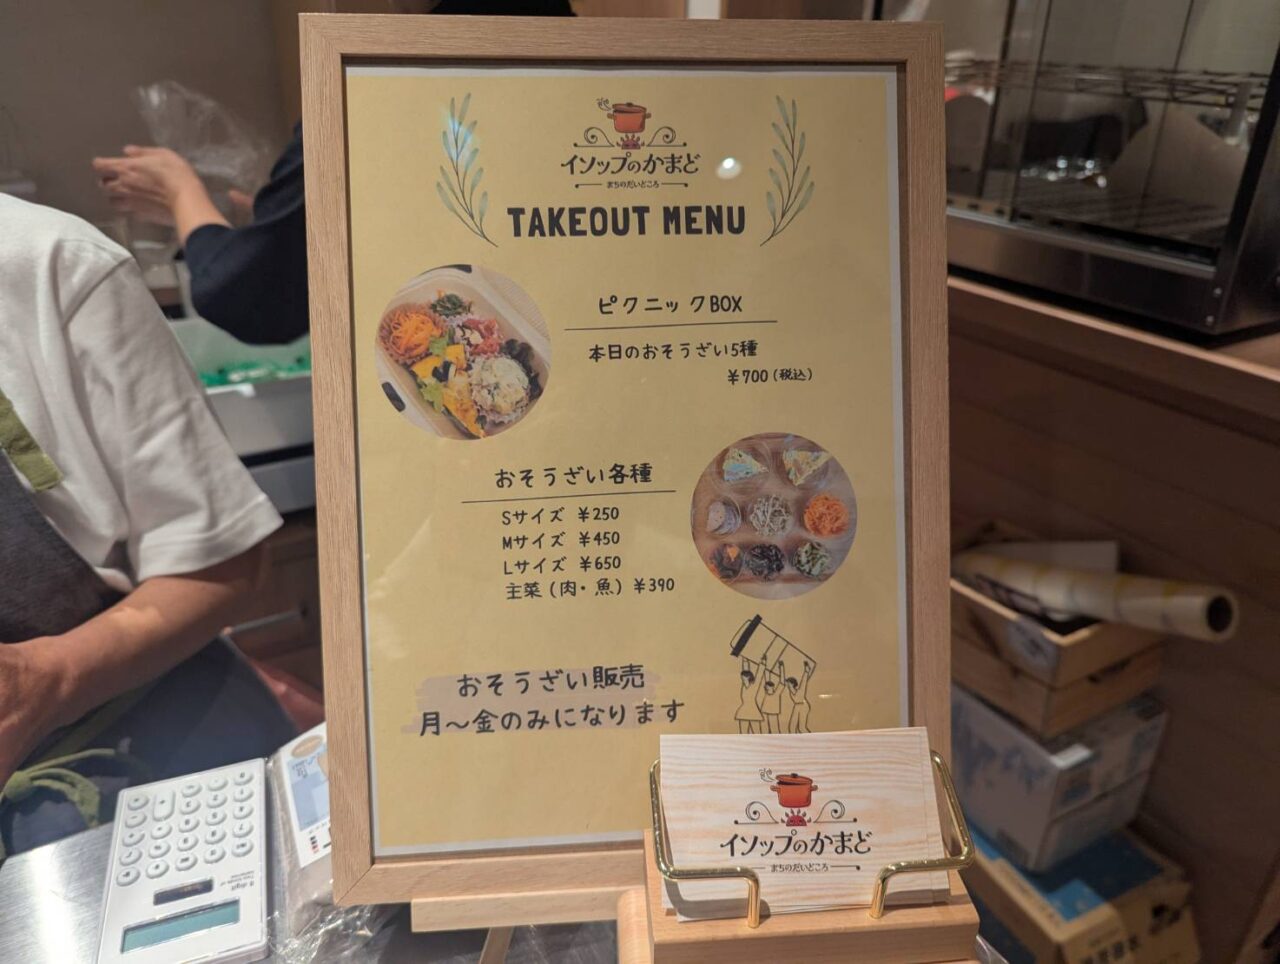 イソップのかまど
まちのだいどころ
TAKEOUT MENU
ピクニックBOX
本日のおそうざい5種
¥700(税込)
おそうざい各種
Sサイズ ¥250
Mサイズ ¥450
Lサイズ ¥650
主菜(肉・魚) ¥390
おそうざい販売
月〜金のみになります
イソップのかまど
まちのだいどころ